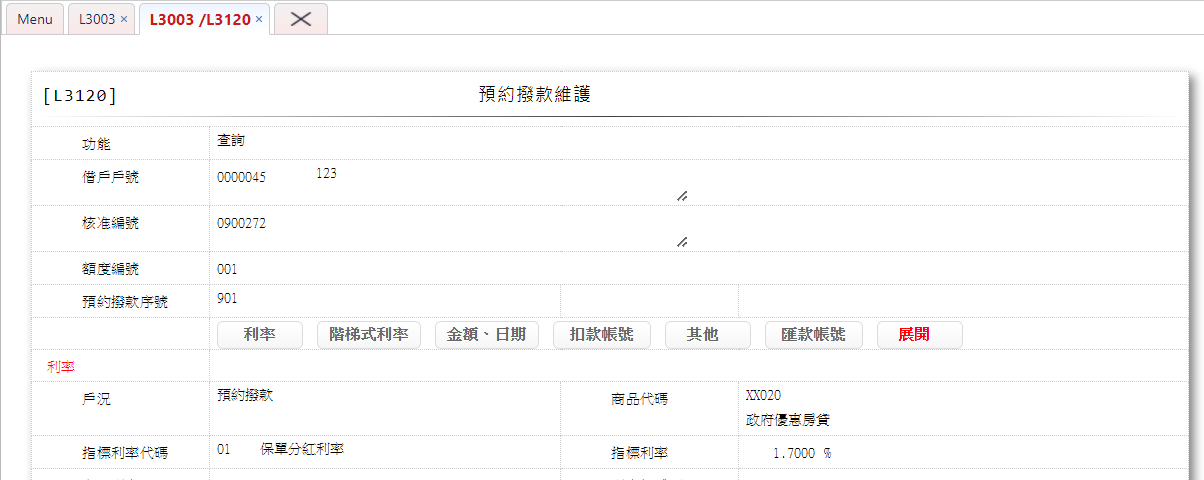 Menu L3003 × L3003 /L3120 ×
[L3120] 預約撥款維護
功能 查詢
借戶戶號 0000045 123
核准編號 0900272
額度編號 001
預約撥款序號 901
利率 階梯式利率 金額、日期 扣款帳號 其他 匯款帳號 展開
利率
戶況 預約撥款 商品代碼 XX020
政府優惠房貸
指標利率代碼 01 保單分紅利率 指標利率 1.7000 %